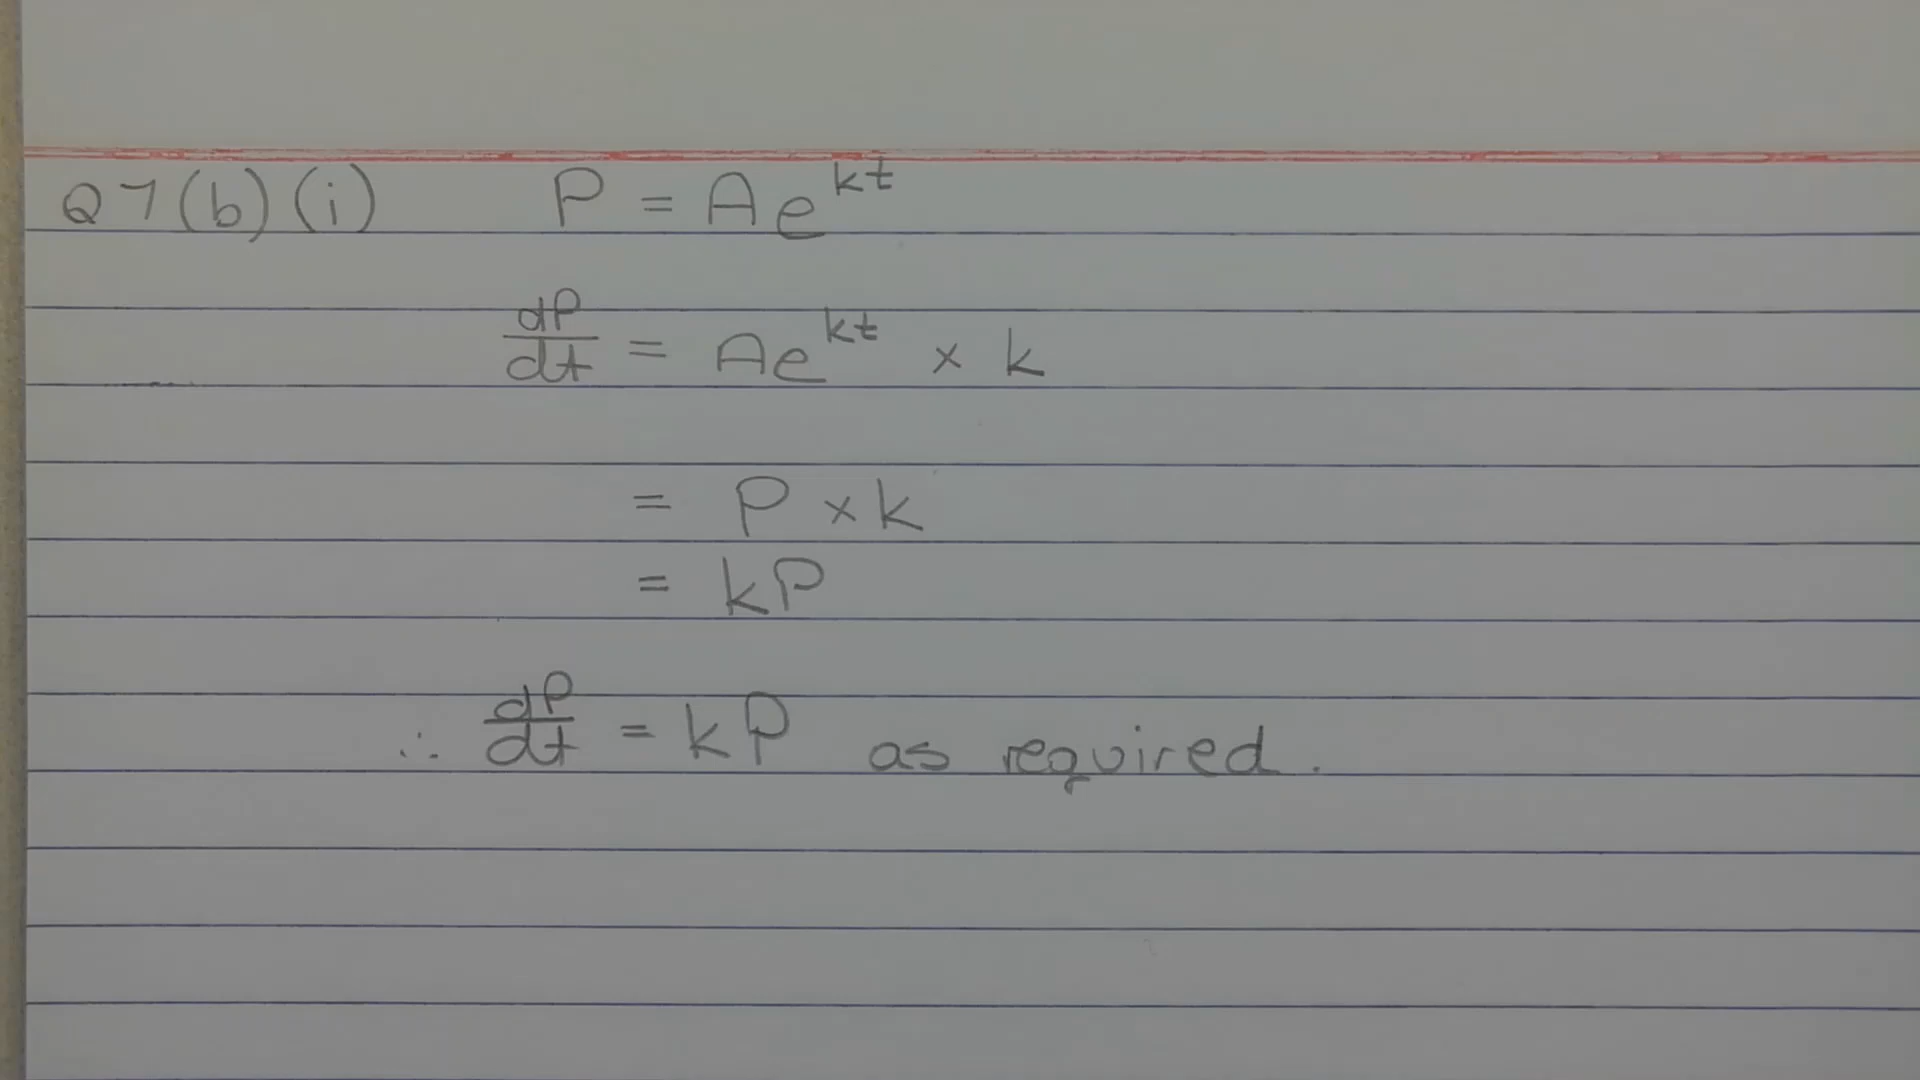 Q7(b)(i) P = Ae^kt
dP/dt = Ae^kt × k
= P × k
= kP
∴ dP/dt = kP as required.